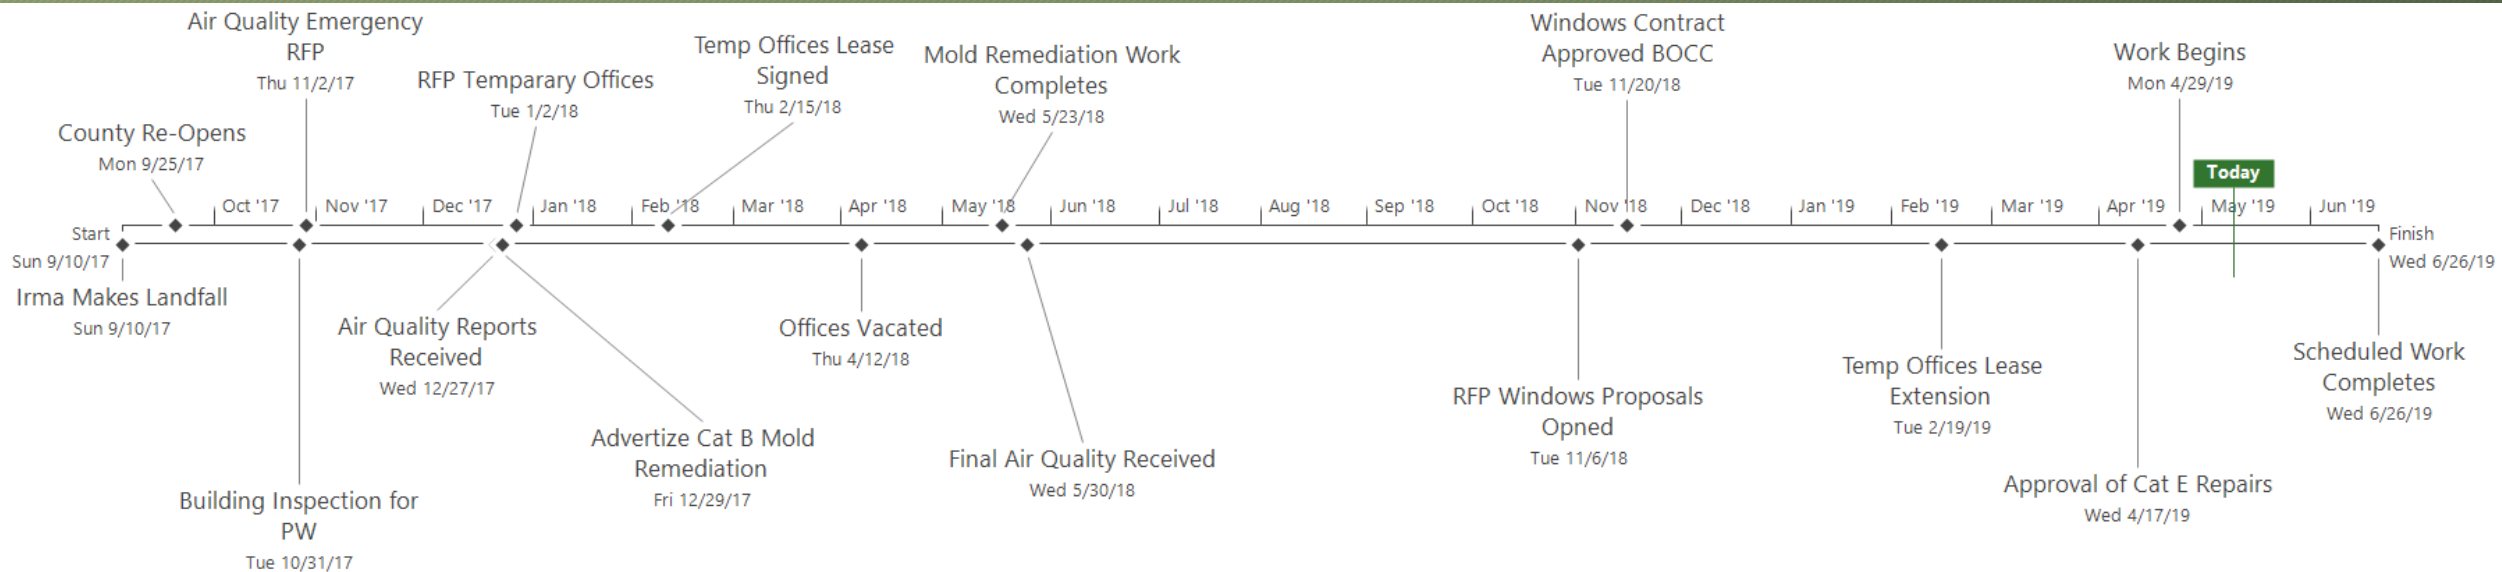 Air Quality Emergency
RFP
Thu 11/2/17
RFP Temparary Offices
Tue 1/2/18
Temp Offices Lease
Signed
Thu 2/15/18
Mold Remediation Work
Completes
Wed 5/23/18
Windows Contract
Approved BOCC
Tue 11/20/18
Work Begins
Mon 4/29/19
County Re-Opens
Mon 9/25/17
Today
Oct '17
Nov '17
Dec '17
Jan '18
Feb '18
Mar '18
Apr '18
May '18
Jun '18
Jul '18
Aug '18
Sep '18
Oct '18
Nov '18
Dec '18
Jan '19
Feb '19
Mar '19
Apr '19
May '19
Jun '19
Start
Sun 9/10/17
Finish
Wed 6/26/19
Irma Makes Landfall
Sun 9/10/17
Air Quality Reports
Received
Wed 12/27/17
Offices Vacated
Thu 4/12/18
Advertize Cat B Mold
Remediation
Fri 12/29/17
Building Inspection for
PW
Tue 10/31/17
Final Air Quality Received
Wed 5/30/18
RFP Windows Proposals
Opned
Tue 11/6/18
Temp Offices Lease
Extension
Tue 2/19/19
Scheduled Work
Completes
Wed 6/26/19
Approval of Cat E Repairs
Wed 4/17/19